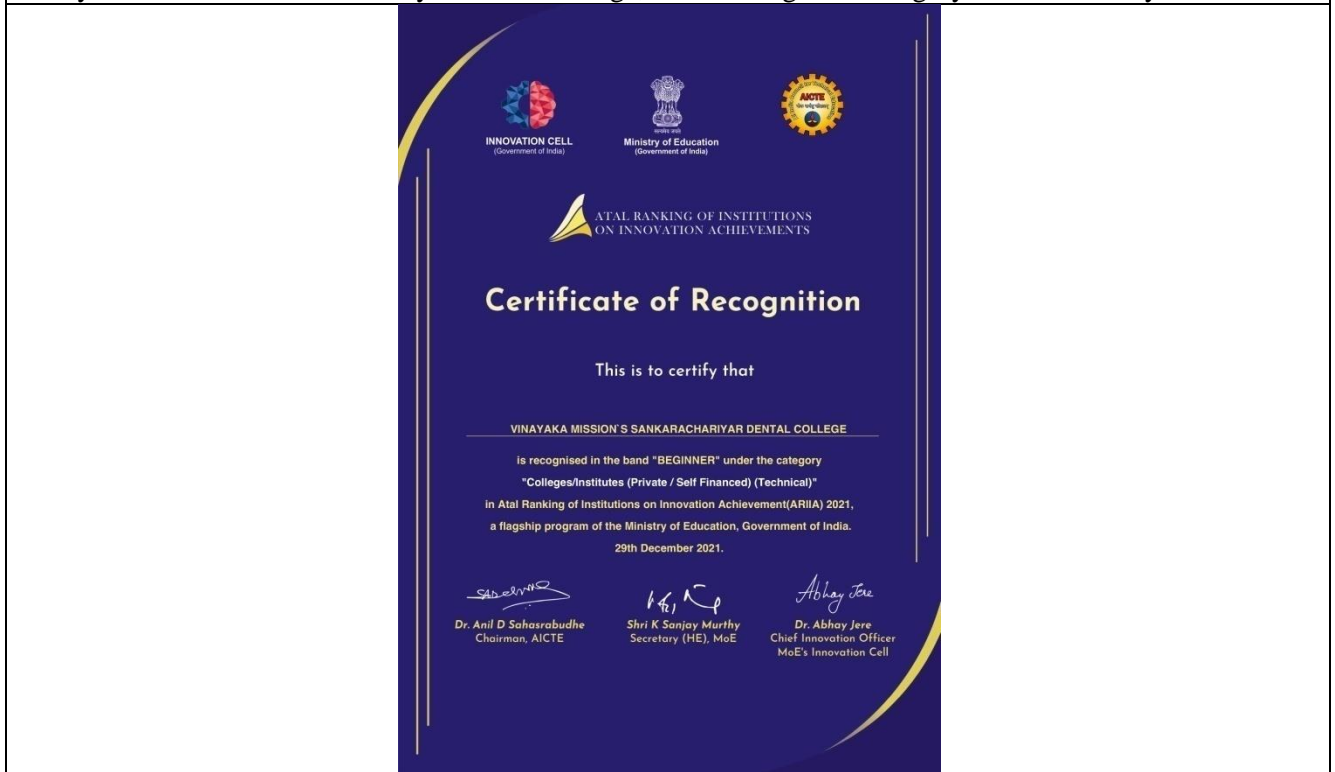 INNOVATION CELL
(Government of India)
सत्यमेव जयते
Ministry of Education
(Government of India)
AICTE
ATAL RANKING OF INSTITUTIONS
ON INNOVATION ACHIEVEMENTS
Certificate of Recognition
This is to certify that
VINAYAKA MISSION`S SANKARACHARIYAR DENTAL COLLEGE
is recognised in the band "BEGINNER" under the category
"Colleges/Institutes (Private / Self Financed) (Technical)"
in Atal Ranking of Institutions on Innovation Achievement(ARIIA) 2021,
a flagship program of the Ministry of Education, Government of India.
29th December 2021.
Abhay Jere
Dr. Anil D Sahasrabudhe
Chairman, AICTE
Shri K Sanjay Murthy
Secretary (HE), MoE
Dr. Abhay Jere
Chief Innovation Officer
MoE's Innovation Cell